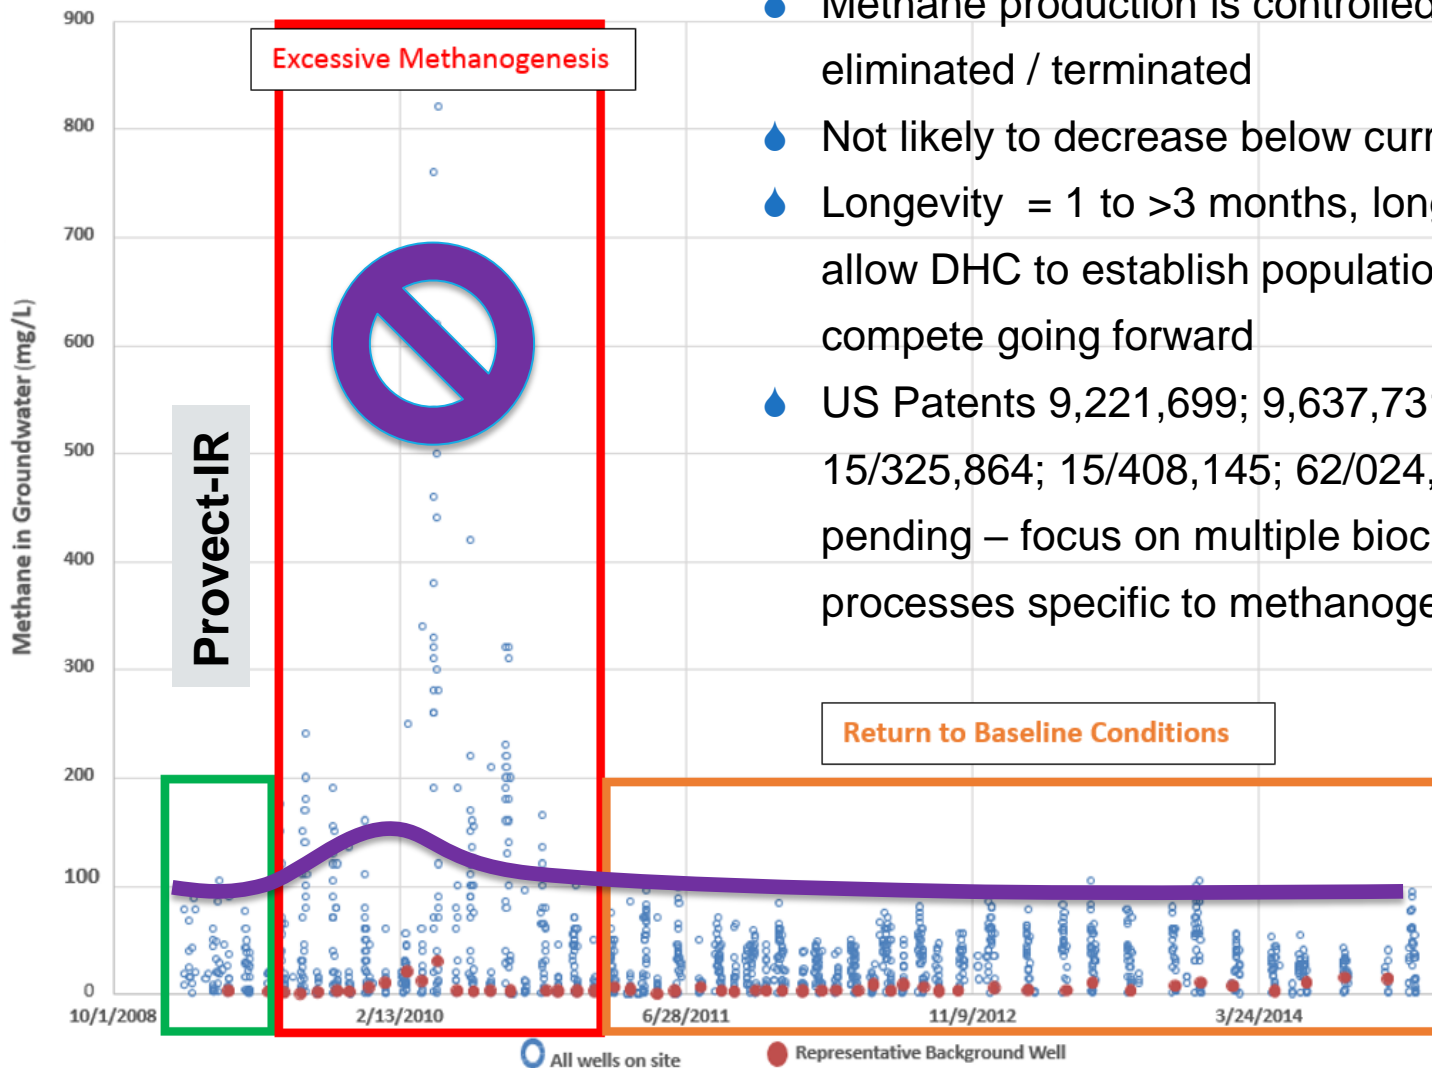 900
Excessive Methanogenesis
Methane production is controlled
eliminated / terminated
800
Not likely to decrease below curr
Longevity = 1 to >3 months, long
700
allow DHC to establish populatio
compete going forward
600
US Patents 9,221,699; 9,637,731
500
15/325,864; 15/408,145; 62/024,
pending – focus on multiple bioc
400
processes specific to methanoge
300
Methane in Groundwater (mg/L)
Provect-IR
Return to Baseline Conditions
200
100
0
10/1/2008 2/13/2010 6/28/2011 11/9/2012 3/24/2014
All wells on site Representative Background Well